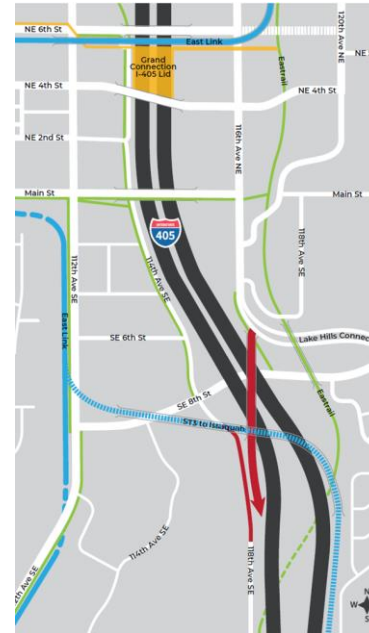 NE 6th St
120th Ave NE
East Link
Grand
Connection
I-405 Lid
NE
Eastrail
NE 4th St
NE 4th St
116th Ave NE
NE 2nd St
Main St
Main St
405
112th Ave SE
114th Ave SE
118th Ave SE
East Link
SE 6th St
Lake Hills Connec
SE 8th St
Eastrail
ST3 to Issaquah
114th Ave SE
118th Ave SE
2th Ave SE
N
W
S